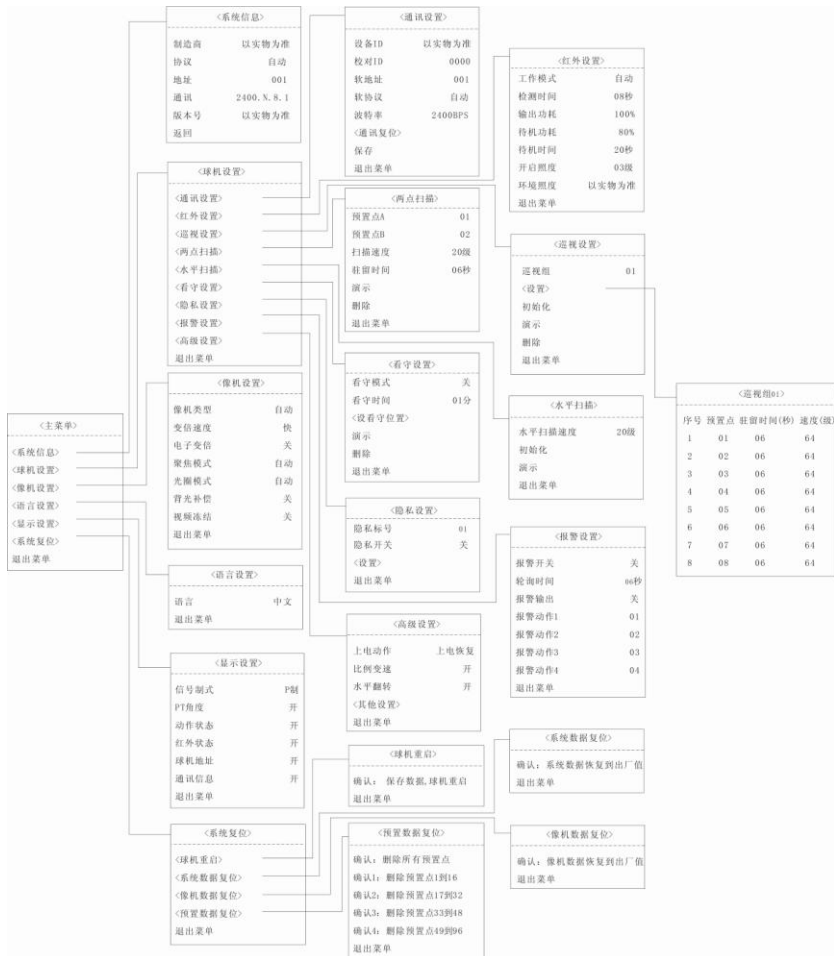 <系统信息>
制造商 以实物为准
协议 自动
地址 001
通讯 2400.N.8.1
版本号 以实物为准
返回
<通讯设置>
设备ID 以实物为准
校对ID 0000
软地址 001
软协议 自动
波特率 2400BPS
<通讯复位>
保存
退出菜单
<红外设置>
工作模式 自动
检测时间 08秒
输出功耗 100%
待机功耗 80%
待机时间 20秒
开启照度 03级
环境照度 以实物为准
退出菜单
<球机设置>
<通讯设置>
<红外设置>
<巡视设置>
<两点扫描>
<水平扫描>
<看守设置>
<隐私设置>
<报警设置>
<高级设置>
退出菜单
<两点扫描>
预置点A 01
预置点B 02
扫描速度 20级
驻留时间 06秒
演示
删除
退出菜单
<巡视设置>
巡视组 01
<设置>
初始化
演示
删除
退出菜单
<像机设置>
像机类型 自动
变倍速度 快
电子变倍 关
聚焦模式 自动
光圈模式 自动
背光补偿 关
视频冻结 关
退出菜单
<看守设置>
看守模式 关
看守时间 01分
<设看守位置>
演示
删除
退出菜单
<水平扫描>
水平扫描速度 20级
初始化
演示
退出菜单
<巡视组01>
序号 预置点 驻留时间(秒) 速度(级)
1 01 06 64
2 02 06 64
3 03 06 64
4 04 06 64
5 05 06 64
6 06 06 64
7 07 06 64
8 08 06 64
<主菜单>
<系统信息>
<球机设置>
<像机设置>
<语言设置>
<显示设置>
<系统复位>
退出菜单
<隐私设置>
隐私标号 01
隐私开关 关
<设置>
退出菜单
<报警设置>
报警开关 关
轮询时间 06秒
报警输出 关
报警动作1 01
报警动作2 02
报警动作3 03
报警动作4 04
退出菜单
<语言设置>
语言 中文
退出菜单
<高级设置>
上电动作 上电恢复
比例变速 开
水平翻转 开
<其他设置>
退出菜单
<显示设置>
信号制式 P制
PT角度 开
动作状态 开
红外状态 开
球机地址 开
通讯信息 开
退出菜单
<球机重启>
确认: 保存数据,球机重启
退出菜单
<系统数据复位>
确认: 系统数据恢复到出厂值
退出菜单
<系统复位>
<球机重启>
<系统数据复位>
<像机数据复位>
<预置数据复位>
退出菜单
<预置数据复位>
确认: 删除所有预置点
确认1: 删除预置点1到16
确认2: 删除预置点17到32
确认3: 删除预置点33到48
确认4: 删除预置点49到96
退出菜单
<像机数据复位>
确认: 像机数据恢复到出厂值
退出菜单